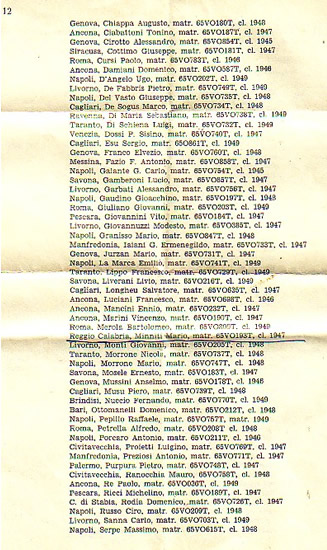 12
Genova, Chiappa Augusto, matr. 65VO180T, cl. 1948
Ancona, Ciabattoni Tonino, matr. 65VO187T, cl. 1947
Genova, Cirotto Alessandro, matr. 65VO854T, cl. 1945
Siracusa, Cottimo Giuseppe, matr. 65VO181T, cl. 1947
Roma, Cursi Paolo, matr. 65VO783T, cl. 1946
Ancona, Damiani Domenico, matr. 65VO587T, cl. 1946
Napoli, D'Angelo Ugo, matr. 65VO202T, cl. 1949
Livorno, De Fabbris Pietro, matr. 65VO749T, cl. 1949
Napoli, Del Vasto Giuseppe, matr. 65VO735T, cl. 1948
Cagliari, De Sogus Marco, matr. 65VO734T, cl. 1948
Ravenna, Di Maria Sebastiano, matr. 65VO738T, cl. 1949
Taranto, Di Schiena Luigi, matr. 65VO732T, cl. 1949
Venezia, Dossi P. Sisino, matr. 65VO740T, cl. 1947
Cagliari, Esu Sergio, matr. 65O861T, cl. 1949
Genova, Franco Elvezio, matr. 65VO760T, cl. 1948
Messina, Fazio F. Antonio, matr. 65VO858T, cl. 1947
Napoli, Galante G. Carlo, matr. 65VO754T, cl. 1945
Savona, Gamberoni Lucio, matr. 65VO857T, cl. 1947
Livorno, Garbati Alessandro, matr. 65VO756T, cl. 1947
Napoli, Gaudino Gioacchino, matr. 65VO197T, cl. 1948
Roma, Giuliano Giovanni, matr. 65VO203T, cl. 1949
Pescara, Giovannini Vito, matr. 65VO184T, cl. 1947
Livorno, Giovannuzzi Modesto, matr. 65VO385T, cl. 1947
Napoli, Granisso Mario, matr. 65VO847T, cl. 1948
Manfredonia, Iaiani G. Ermenegildo, matr. 65VO733T, cl. 1947
Genova, Jurzan Mario, matr. 65VO731T, cl. 1947
Napoli, La Marca Emilio, matr. 65VO741T, cl. 1949
Taranto, Lippo Francesco, matr. 65VO729T, cl. 1949
Savona, Liverani Livio, matr. 65VO216T, cl. 1949
Cagliari, Longheu Salvatore, matr. 65VO635T, cl. 1947
Ancona, Luciani Francesco, matr. 65VO698T, cl. 1946
Ancona, Mancini Ennio, matr. 65VO232T, cl. 1947
Ancona, Marini Vincenzo, matr. 65VO190T, cl. 1947
Roma, Merola Bartolomeo, matr. cl. 1949
Reggio Calabria, Minniti Mario, matr. 65VO193T, cl. 1947
Livorno, Monti Giovanni, matr. 65VO205T, cl. 1948
Taranto, Morrone Nicola, matr. 65VO737T, cl. 1948
Napoli, Morrone Mario, matr. 65VO747T, cl. 1948
Savona, Mosele Ernesto, matr. 65VO183T, cl. 1947
Genova, Mussini Anselmo, matr. 65VO178T, cl. 1946
Cagliari, Musu Piero, matr. 65VO739T, cl. 1948
Brindisi, Nuccio Fernando, matr. 65VO770T, cl. 1949
Bari, Ottomanelli Domenico, matr. 65VO212T, cl. 1948
Napoli, Pepillo Raffaele, matr. 65VO757T, matr. 1949
Roma, Petrella Alfredo, matr. 65VO208T, cl. 1948
Napoli, Porcaro Antonio, matr. 65VO211T, cl. 1946
Civitavecchia, Proietti Luigino, matr. 65VO769T, cl. 1947
Manfredonia, Preziosi Antonio, matr. 65VO771T, cl. 1947
Palermo, Purpura Pietro, matr. 65VO748T, cl. 1947
Civitavecchia, Ranocchia Mauro, matr. 65VO758T, cl. 1948
Ancona, Re Paolo, matr. 65VO036T, cl. 1949
Pescara, Ricci Michelino, matr. 65VO189T, cl. 1947
C. di Stabia, Rodia Domenico, matr. 65VO726T, cl. 1947
Napoli, Russo Ciro, matr. 65VO209T, cl. 1948
Livorno, Sanna Carlo, matr. 65VO703T, cl. 1949
Napoli, Serpe Massimo, matr. 65VO615T, cl. 1948